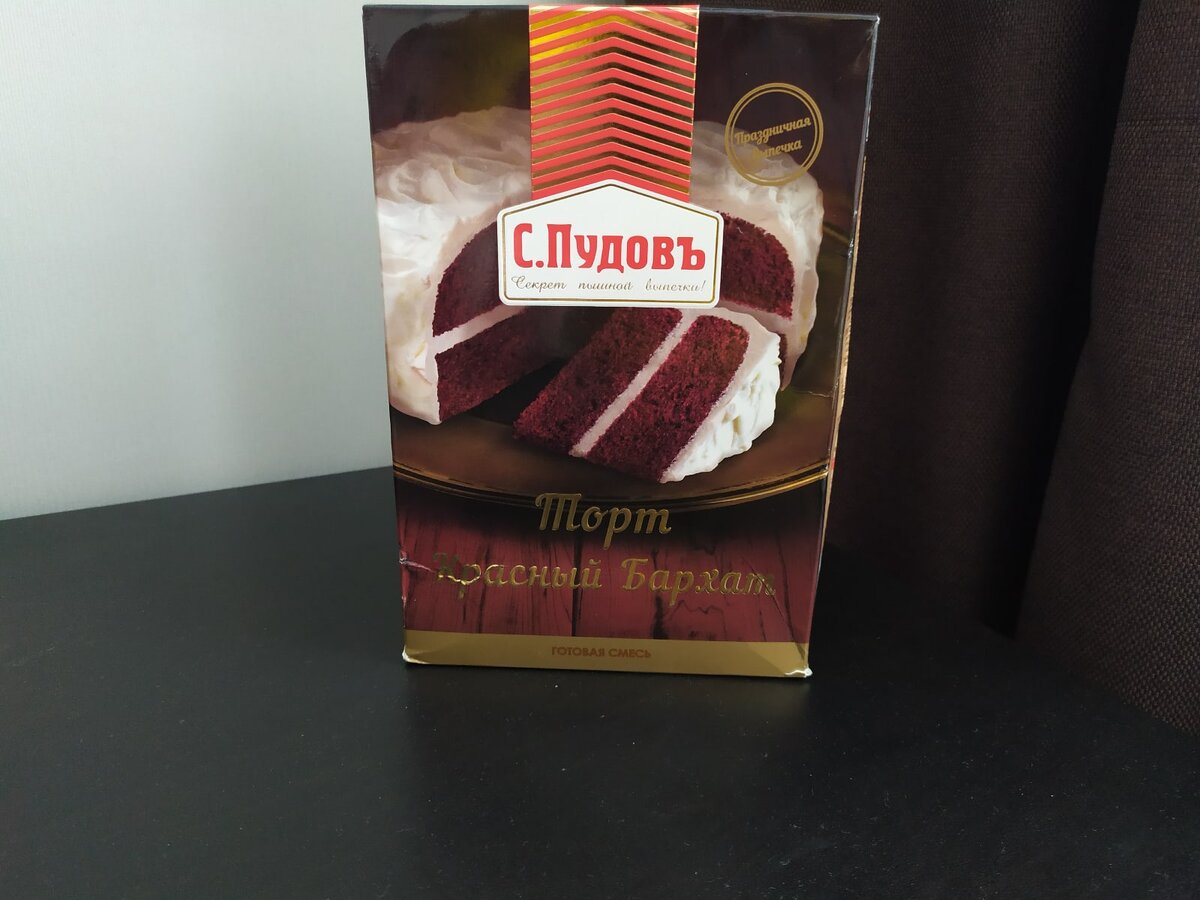 Праздничная
выпечка
С.Пудовъ
Секрет пышной выпечки!
Торт
Красный Бархат
ГОТОВАЯ СМЕСЬ